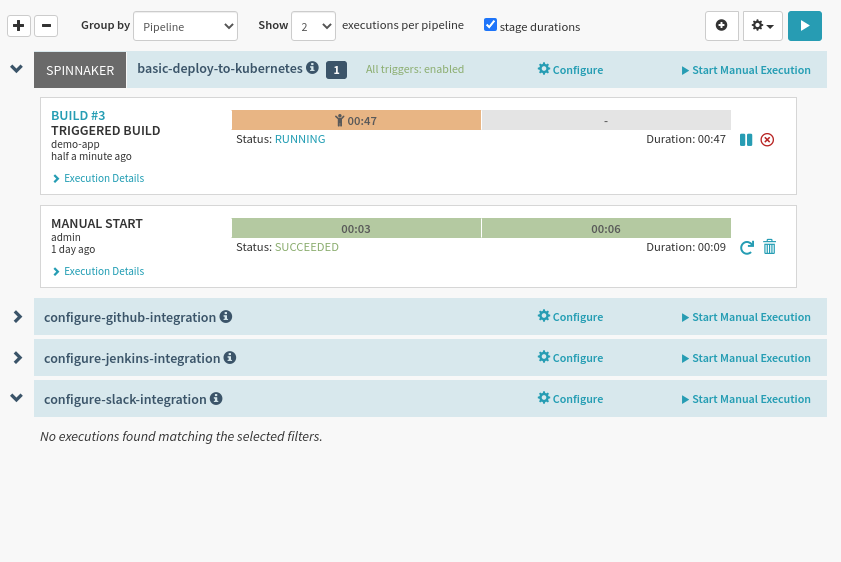 Group by Pipeline Show 2 executions per pipeline stage durations
SPINNAKER basic-deploy-to-kubernetes 1 All triggers: enabled Configure Start Manual Execution
BUILD #3
TRIGGERED BUILD
demo-app
half a minute ago
Execution Details
00:47 -
Status: RUNNING Duration: 00:47
MANUAL START
admin
1 day ago
Execution Details
00:03 00:06
Status: SUCCEEDED Duration: 00:09
configure-github-integration Configure Start Manual Execution
configure-jenkins-integration Configure Start Manual Execution
configure-slack-integration Configure Start Manual Execution
No executions found matching the selected filters.